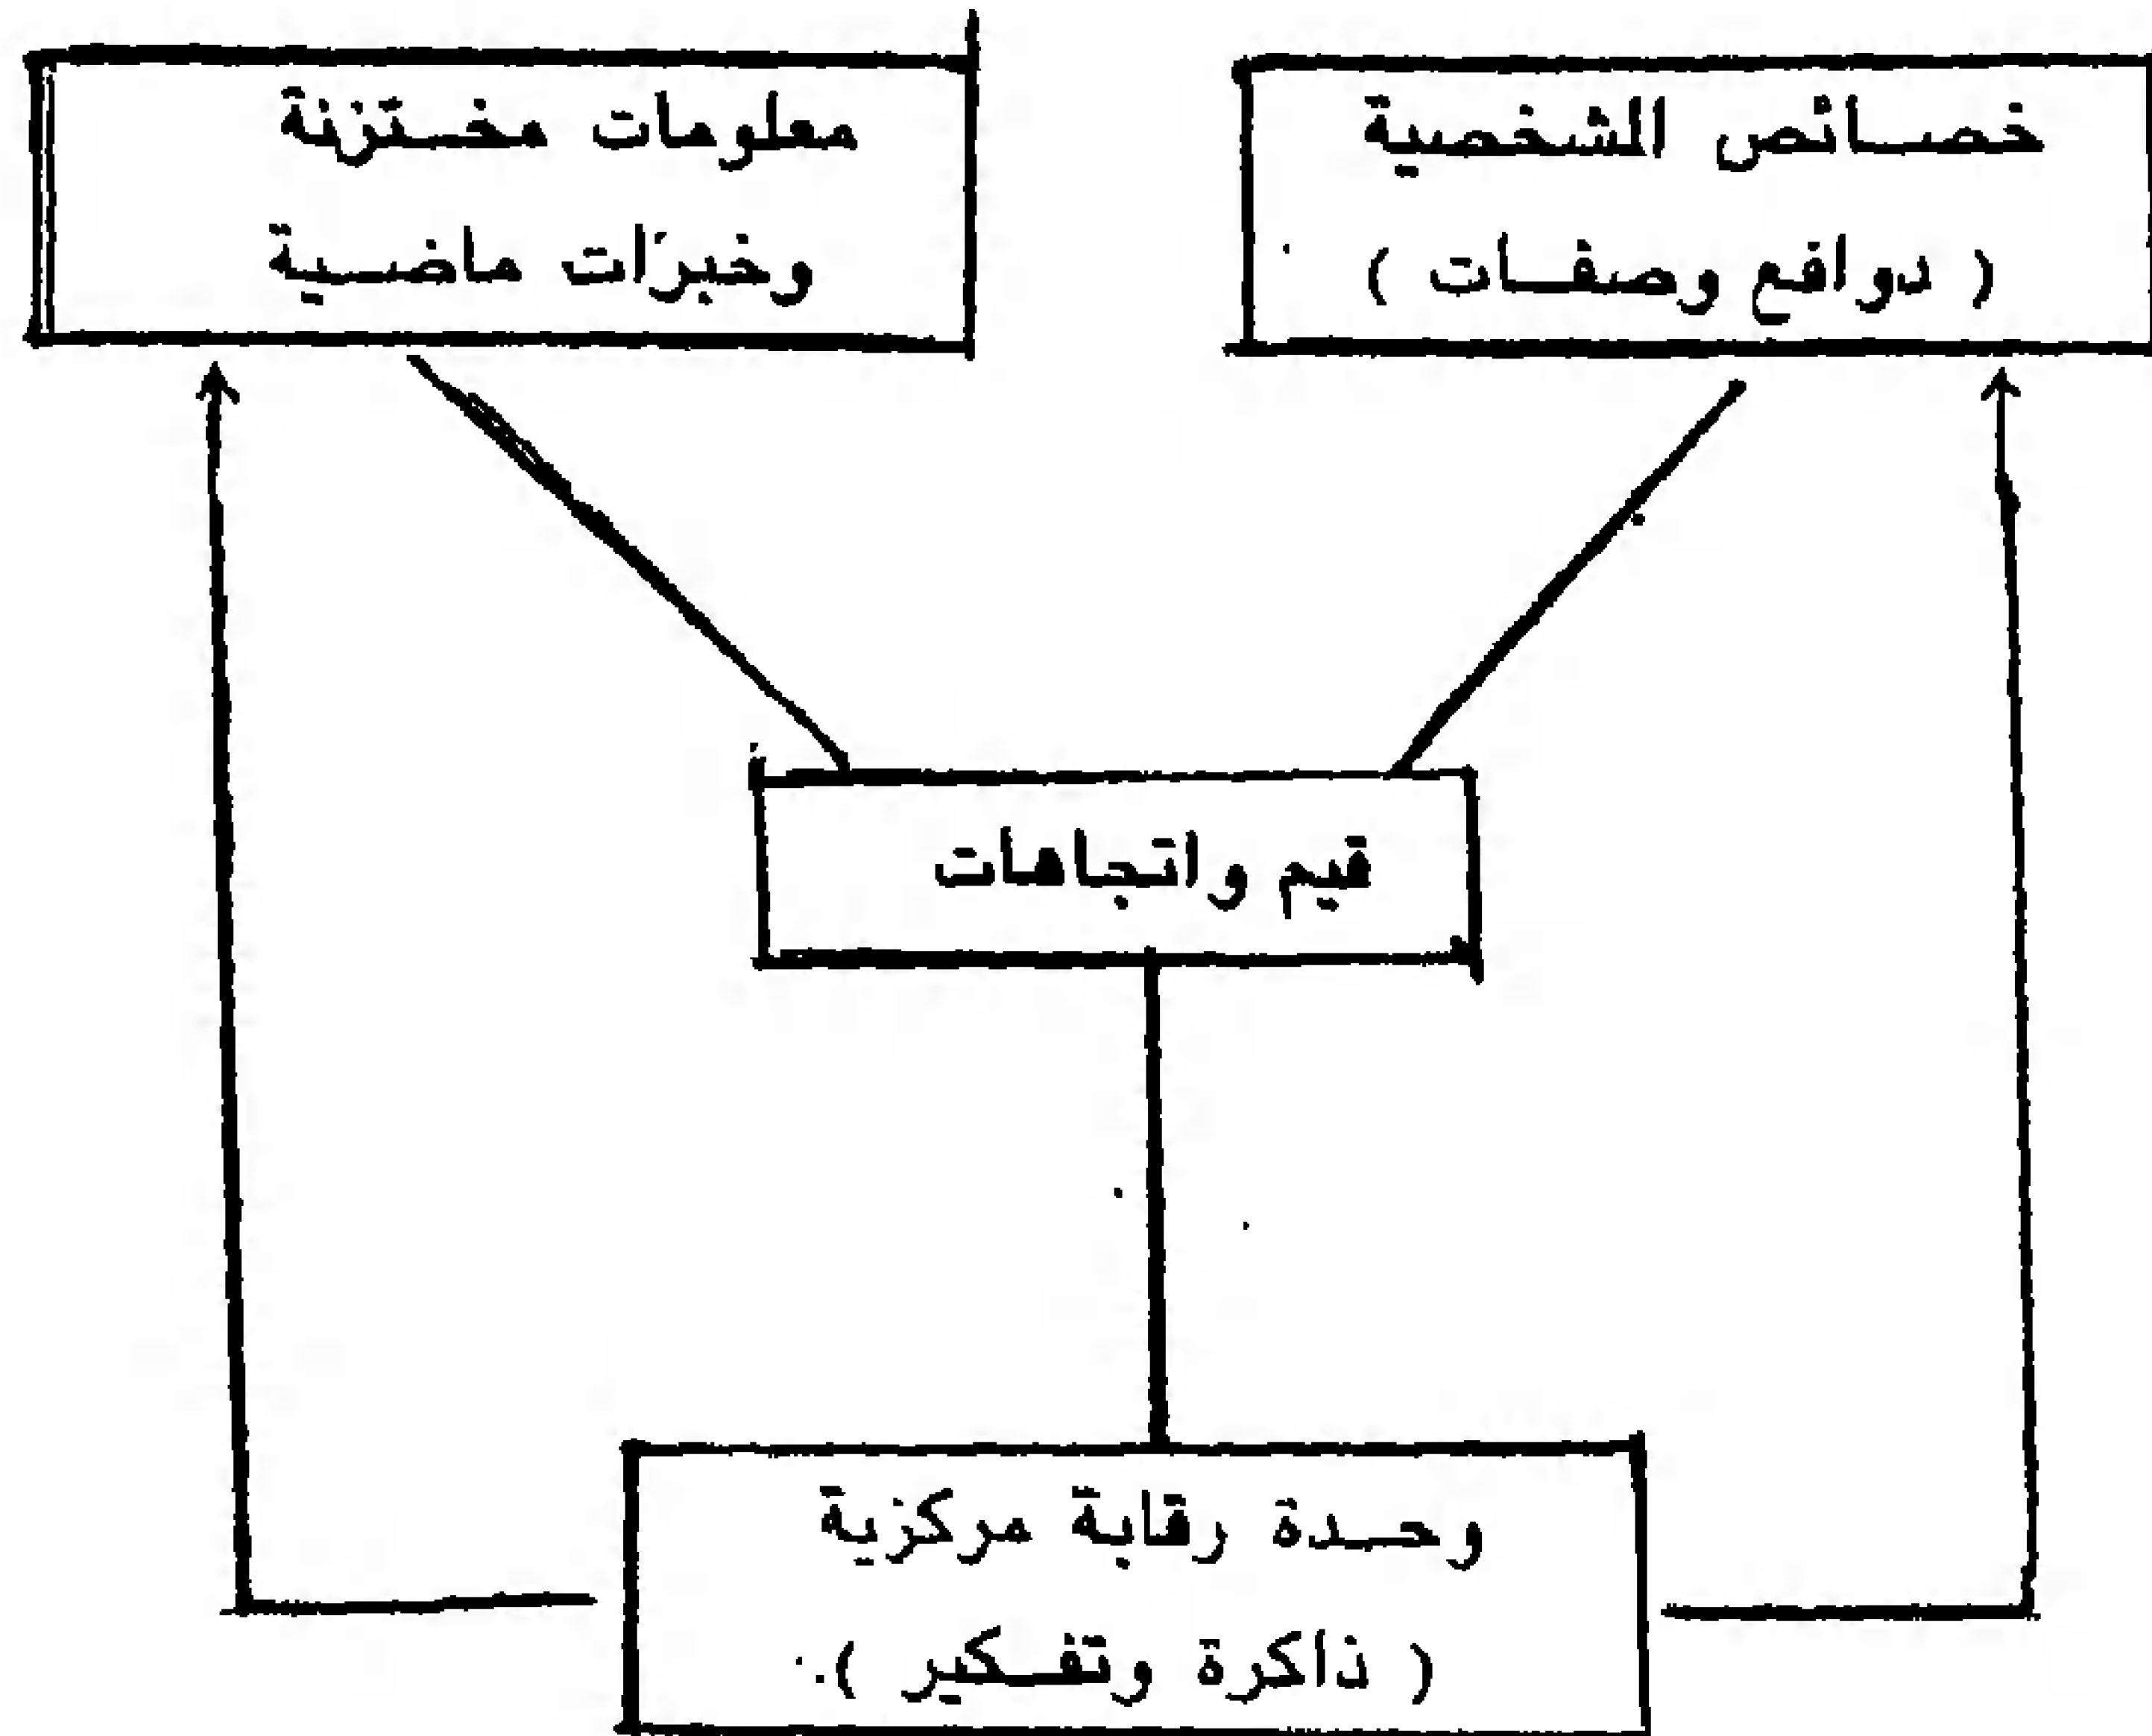 خصائص الشخصية
( دوافع وصفات )
معلومات مختزنة
وخبرات ماضية
قيم واتجاهات
وحدة رقابة مركزية
( ذاكرة وتفكير ).